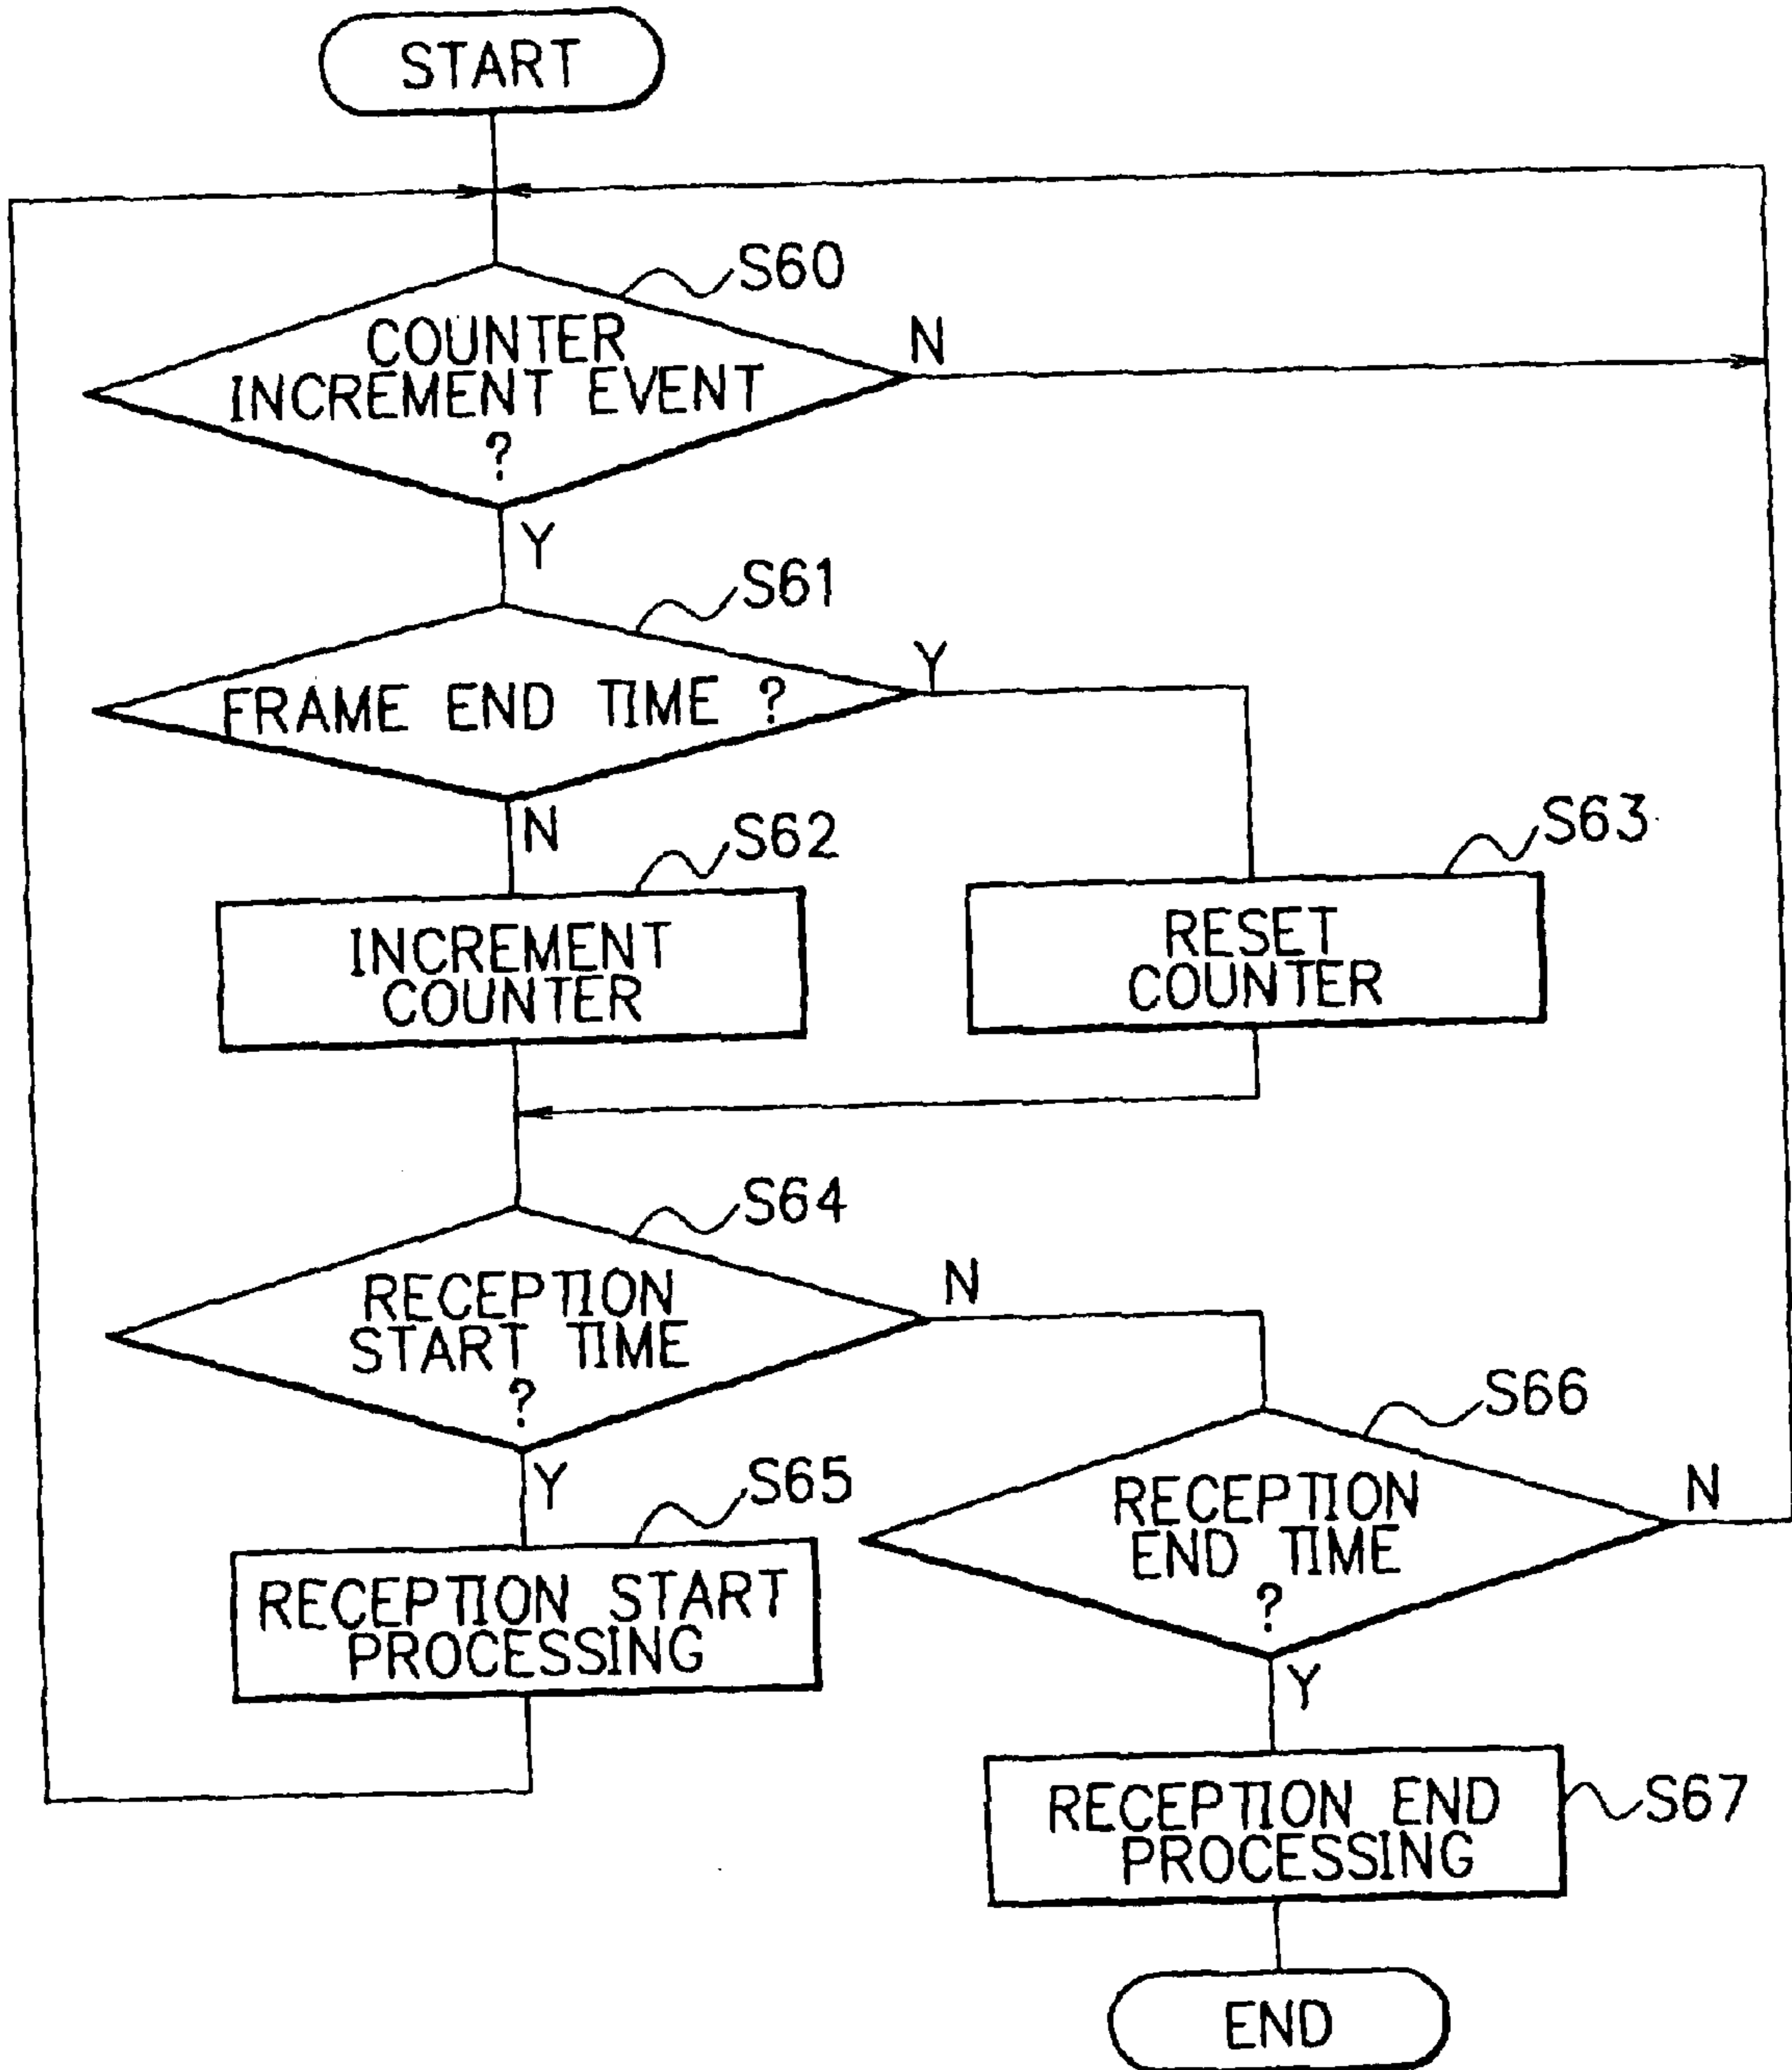 START
S60
COUNTER
INCREMENT EVENT
?
N
Y
S61
FRAME END TIME ?
Y
N
S62
INCREMENT
COUNTER
S63
RESET
COUNTER
S64
RECEPTION
START TIME
?
N
Y
S65
RECEPTION START
PROCESSING
S66
RECEPTION
END TIME
?
N
Y
RECEPTION END
PROCESSING
S67
END